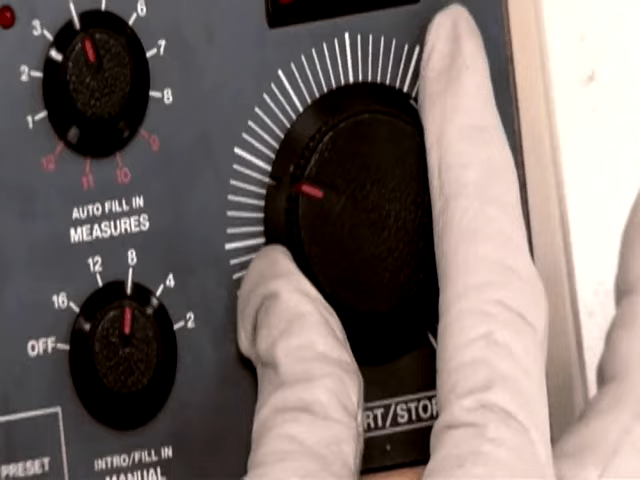 6
3
7
2
8
1
9
12
11
10
AUTO FILL IN
MEASURES
8
12
4
16
2
OFF
RT/STOP
PRESET
INTRO/FILL IN
MANUAL